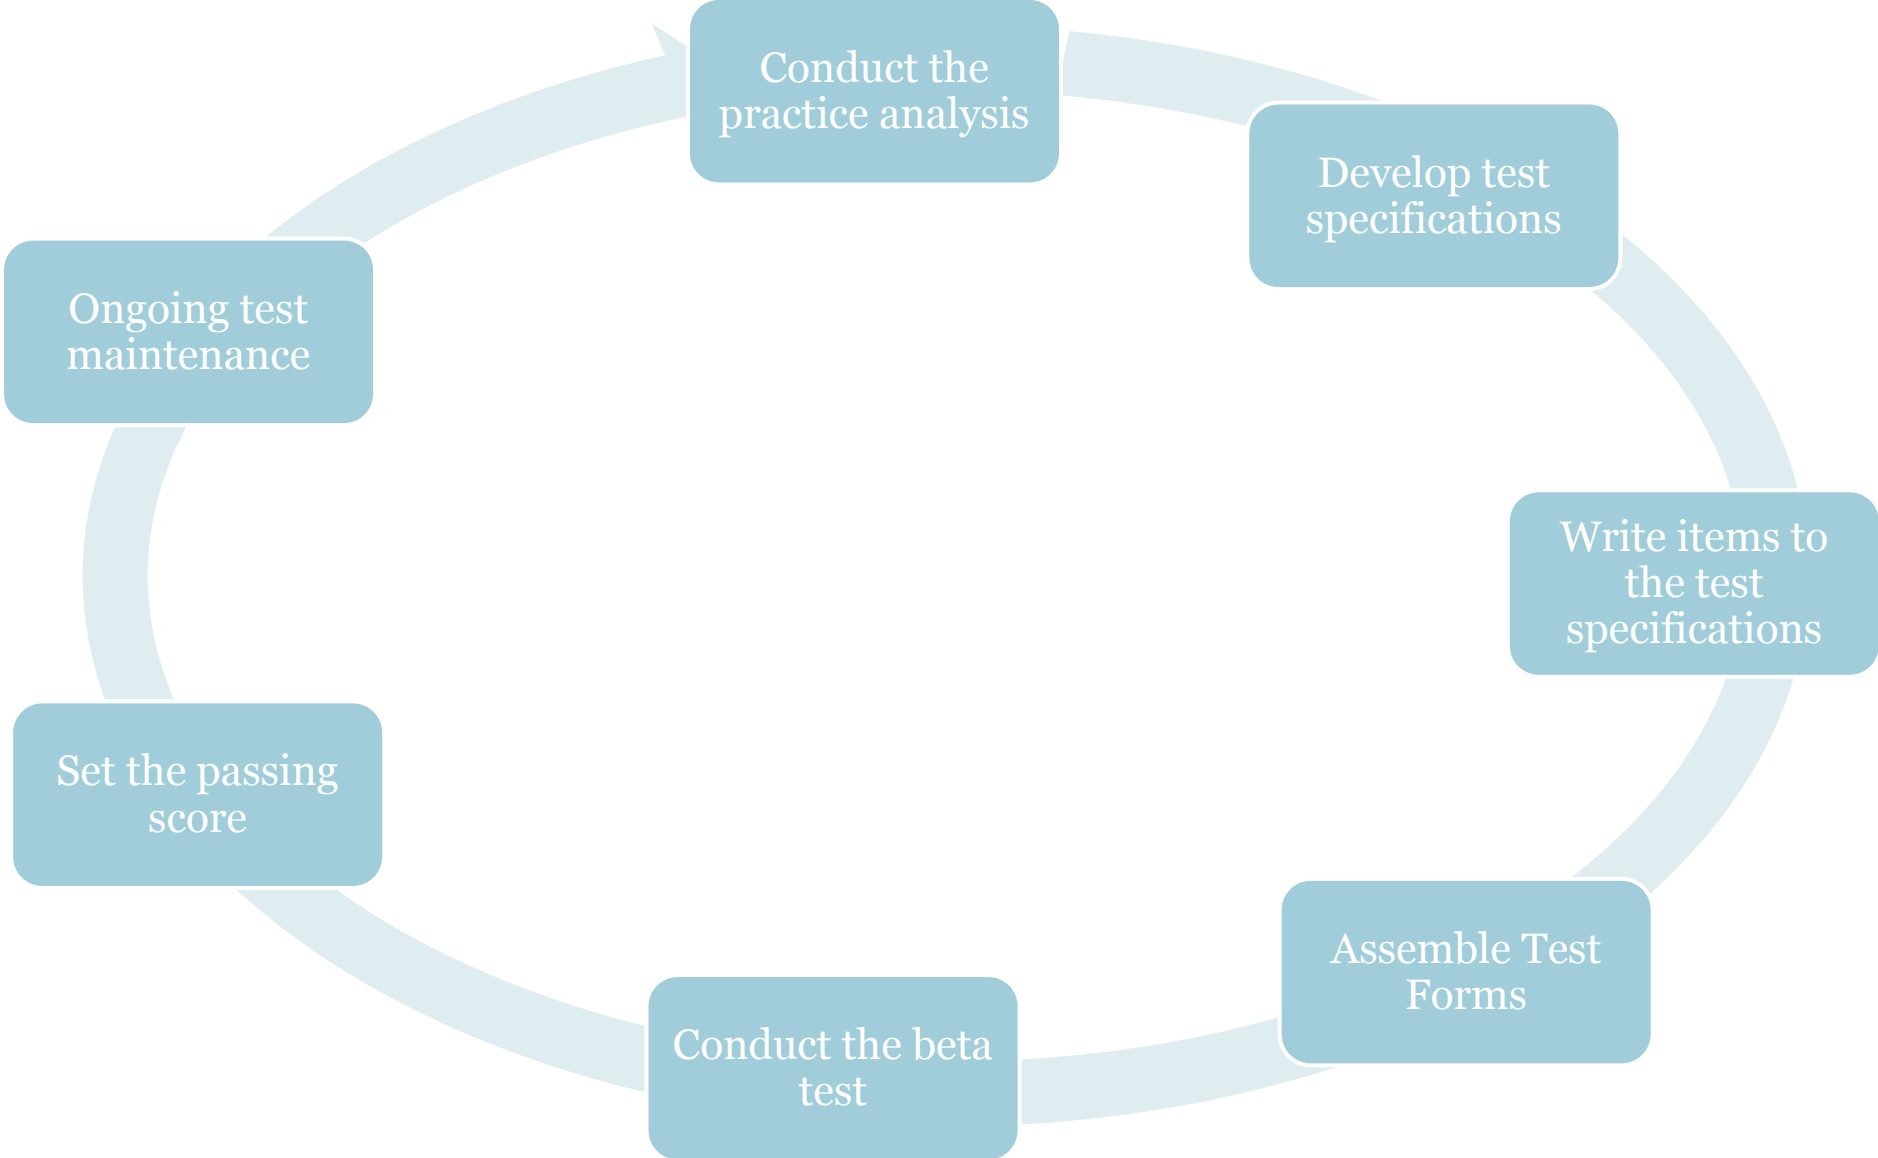 Conduct the
practice analysis
Develop test
specifications
Write items to
the test
specifications
Assemble Test
Forms
Conduct the beta
test
Set the passing
score
Ongoing test
maintenance